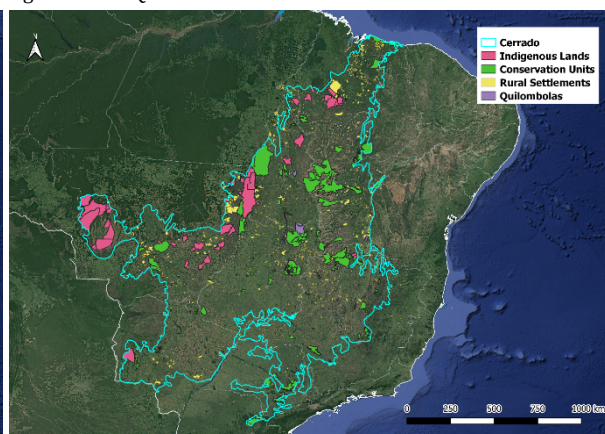 Cerrado
Indigenous Lands
Conservation Units
Rural Settlements
Quilombolas
0 250 500 750 1000 km